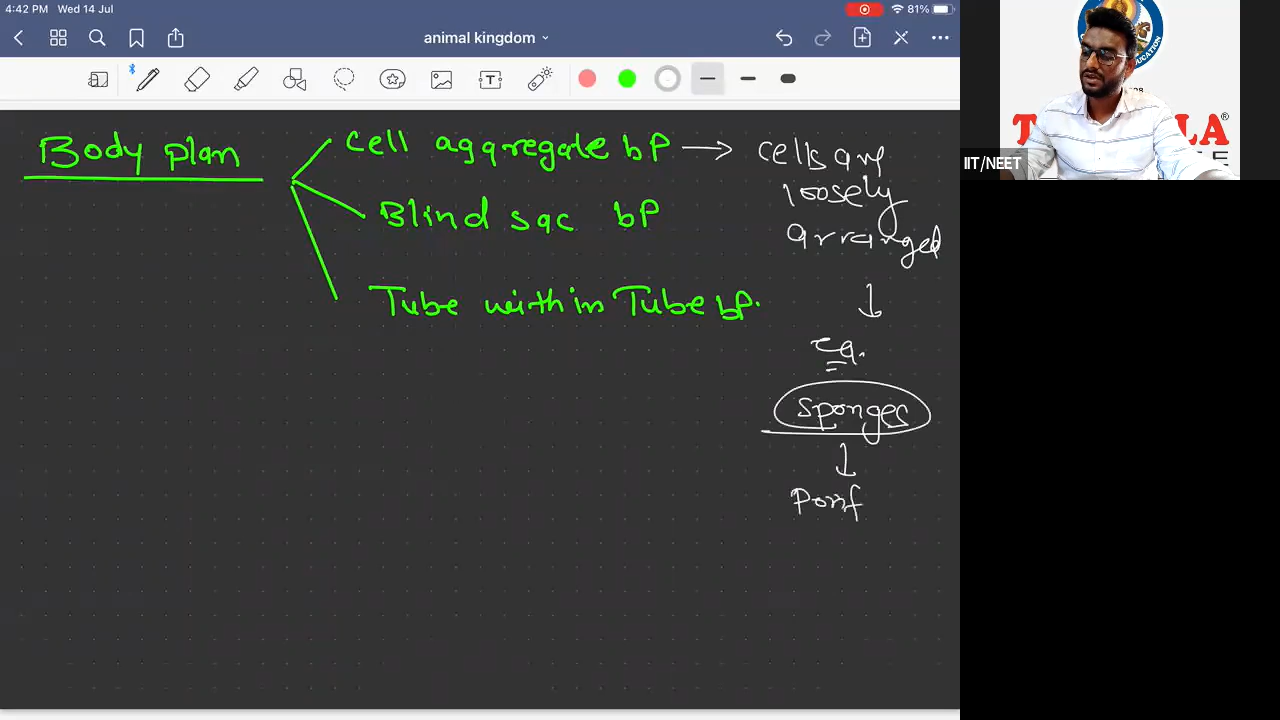 4:42 PM Wed 14 Jul
81%
animal kingdom
Body plan
cell aggregate bP → cells are
loosely
arranged
Blind sac bP
Tube within Tube bP.
↓
eg.
sponges
↓
Porif
IIT/NEET
EDUCATION